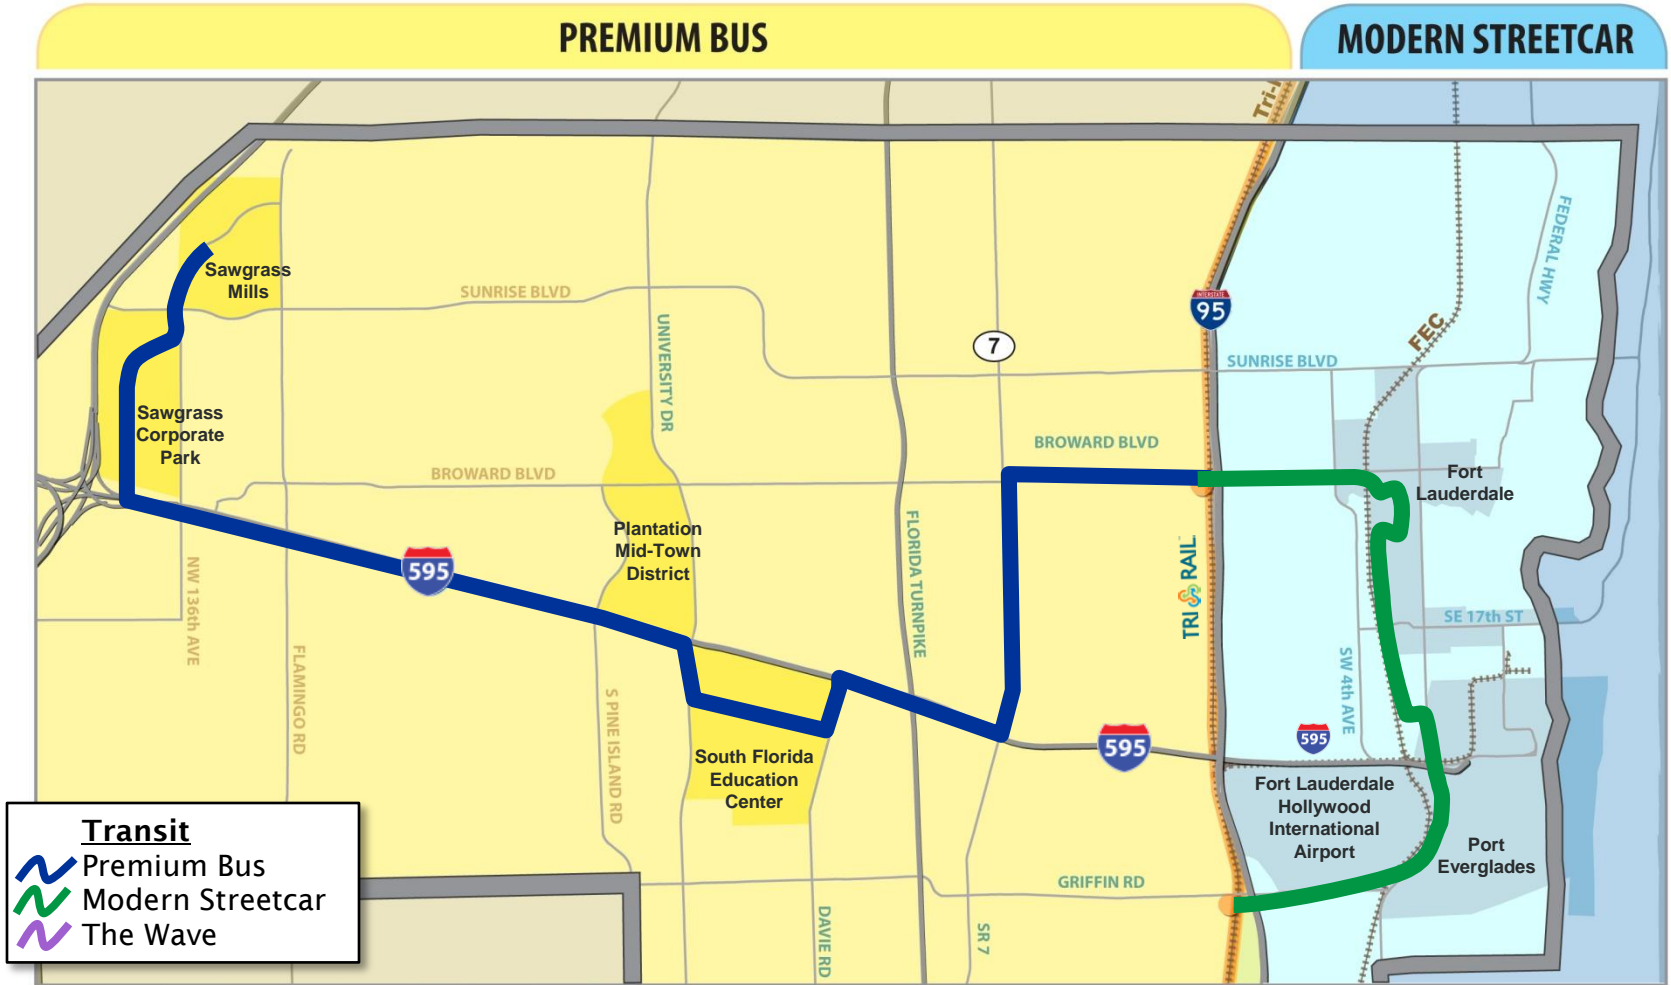 PREMIUM BUS
MODERN STREETCAR
Tri-
Sawgrass
Mills
SUNRISE BLVD
UNIVERSITY DR
7
INTERSTATE
95
FEC
FEDERAL HWY
SUNRISE BLVD
Sawgrass
Corporate
Park
BROWARD BLVD
BROWARD BLVD
Fort
Lauderdale
Plantation
Mid-Town
District
FLORIDA TURNPIKE
595
NW 136th AVE
FLAMINGO RD
S PINE ISLAND RD
TRI RAIL
SE 17th ST
SW 4th AVE
595
595
South Florida
Education
Center
Fort Lauderdale
Hollywood
International
Airport
Port
Everglades
GRIFFIN RD
DAVIE RD
SR 7
Transit
Premium Bus
Modern Streetcar
The Wave